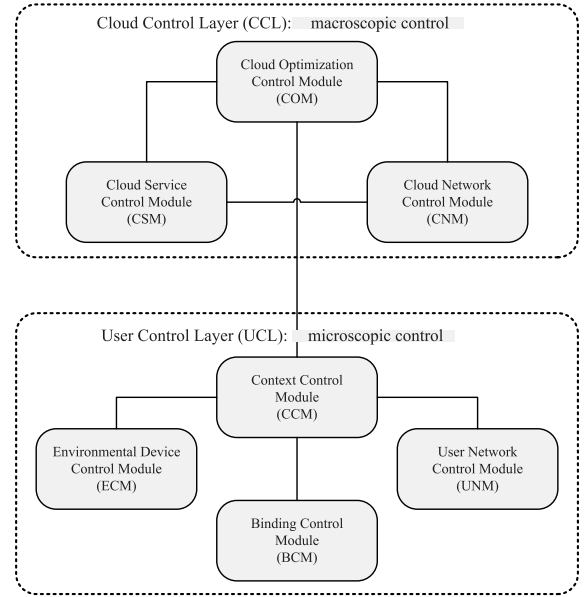 Cloud Control Layer (CCL): macroscopic control
Cloud Optimization
Control Module
(COM)
Cloud Service
Control Module
(CSM)
Cloud Network
Control Module
(CNM)
User Control Layer (UCL): microscopic control
Context Control
Module
(CCM)
Environmental Device
Control Module
(ECM)
User Network
Control Module
(UNM)
Binding Control
Module
(BCM)